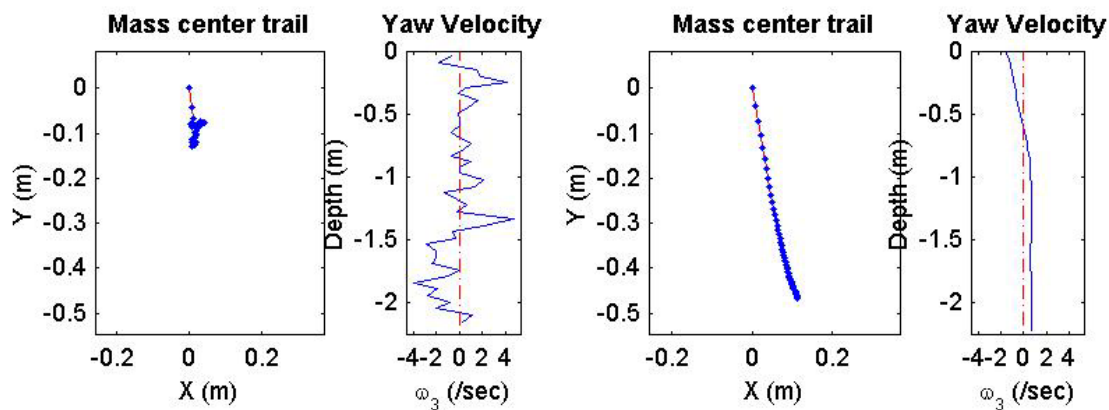 Mass center trail
Yaw Velocity
Mass center trail
Yaw Velocity
0
-0.1
-0.2
-0.3
-0.4
-0.5
Y (m)
-0.2 0 0.2
X (m)
0
-0.5
-1
-1.5
-2
Depth (m)
-4 -2 0 2 4
ω3 (/sec)
0
-0.1
-0.2
-0.3
-0.4
-0.5
Y (m)
-0.2 0 0.2
X (m)
0
-0.5
-1
-1.5
-2
Depth (m)
-4 -2 0 2 4
ω3 (/sec)